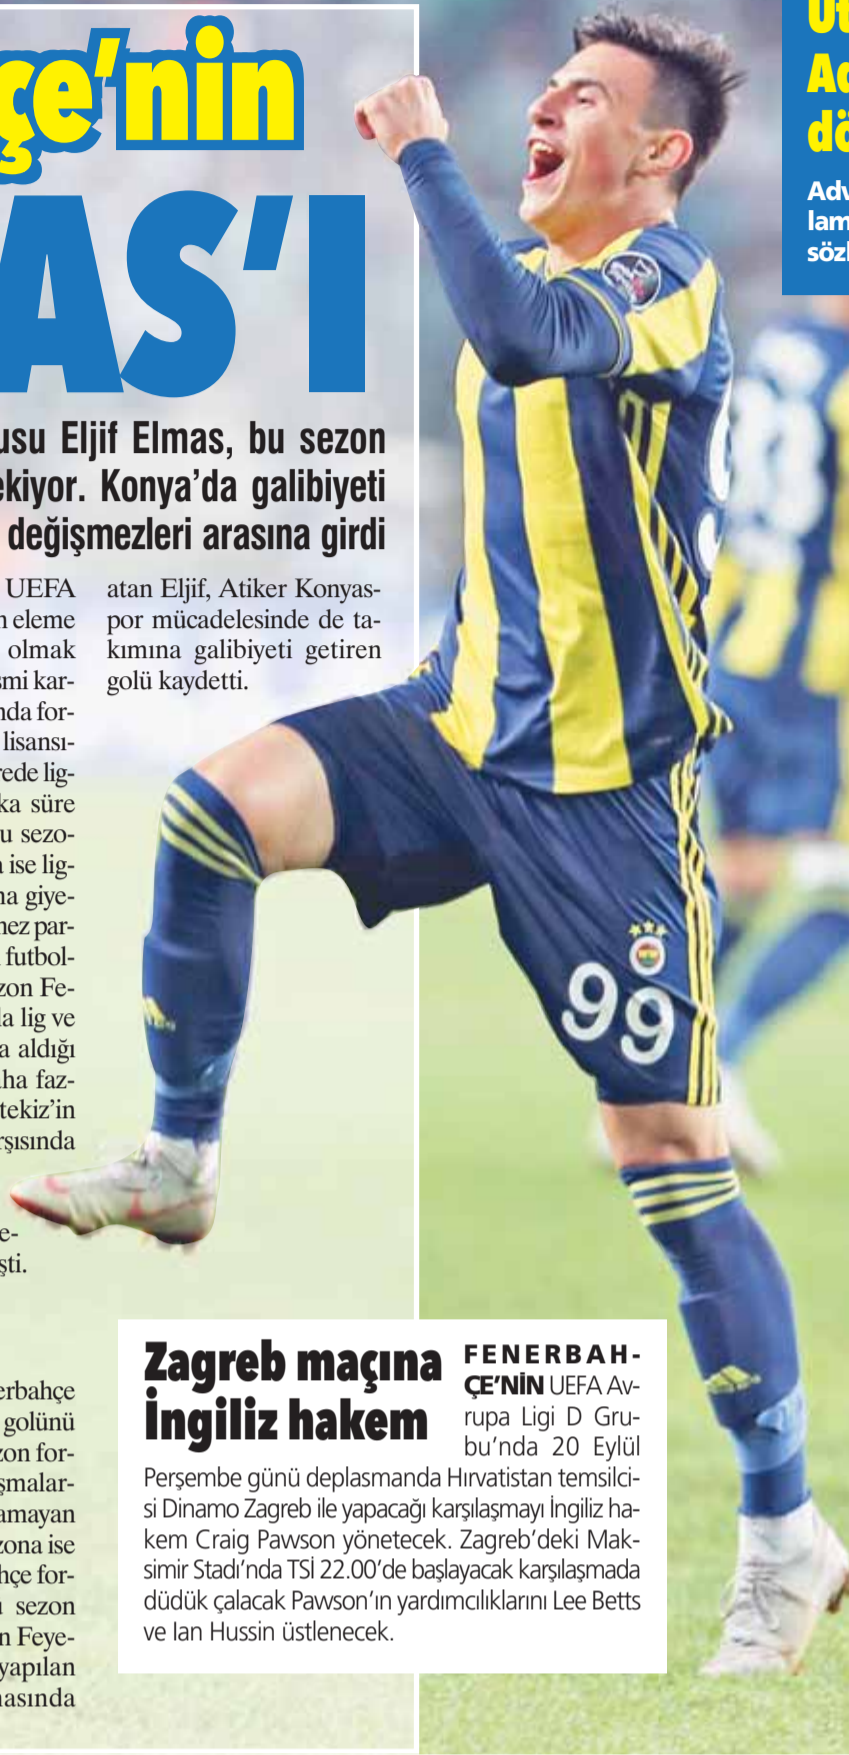 çe'nin
AS'I
usu Eljif Elmas, bu sezon
ekiyor. Konya'da galibiyeti
değişmezleri arasına girdi
UEFA
n eleme
olmak
smi kar-
nda for-
lisansı-
rede lig-
ka süre
u sezo-
ise lig-
na giye-
nez par-
futbol-
zon Fe-
la lig ve
a aldığı
aha faz-
tekiz'in
rşısında
e-
şti.
erbahçe
golünü
zon for-
şmalar-
amayan
zona ise
hçe for-
sezon
n Feye-
yapılan
nasında
atan Eljif, Atiker Konyas-
por mücadelesinde de ta-
kımına galibiyeti getiren
golü kaydetti.
99
Zagreb maçına
İngiliz hakem
FENERBAH-
ÇE'NİN UEFA Av-
rupa Ligi D Gru-
bu'nda 20 Eylül
Perşembe günü deplasmanda Hırvatistan temsilci-
si Dinamo Zagreb ile yapacağı karşılaşmayı İngiliz ha-
kem Craig Pawson yönetecek. Zagreb'deki Mak-
simir Stadı'nda TSİ 22.00'de başlayacak karşılaşmada
düdük çalacak Pawson'ın yardımcılıklarını Lee Betts
ve Ian Hussin üstlenecek.
Ad
dö
Adv
lam
sözl